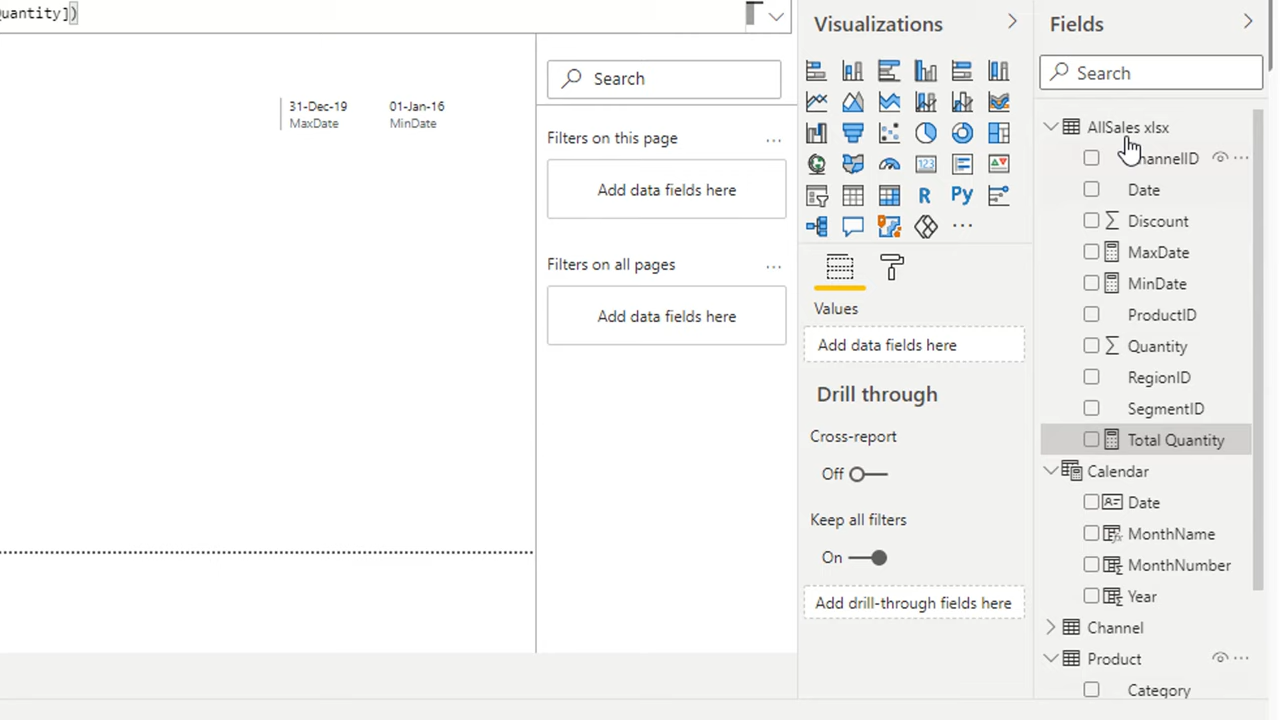 uantity])
31-Dec-19 01-Jan-16
MaxDate MinDate
Search
Filters on this page ...
Add data fields here
Filters on all pages ...
Add data fields here
Visualizations
123
R Py
...
Values
Add data fields here
Drill through
Cross-report
Off
Keep all filters
On
Add drill-through fields here
Fields
Search
AllSales xlsx
hannelID ...
Date
Σ Discount
MaxDate
MinDate
ProductID
Σ Quantity
RegionID
SegmentID
Total Quantity
Calendar
Date
MonthName
MonthNumber
Year
Channel
Product ...
Category